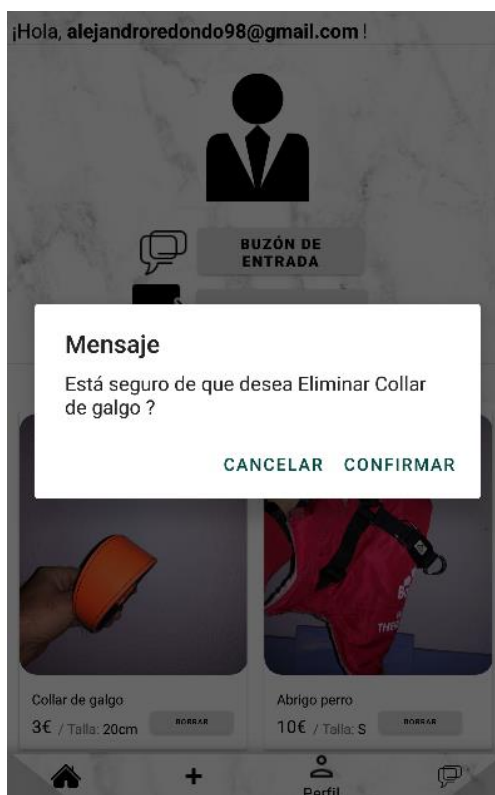 ¡Hola, alejandroredondo98@gmail.com !
BUZÓN DE
ENTRADA
Mensaje
Está seguro de que desea Eliminar Collar
de galgo ?
CANCELAR CONFIRMAR
Collar de galgo
3€ / Talla: 20cm
BORRAR
Abrigo perro
10€ / Talla: S
BORRAR
+
Perfil